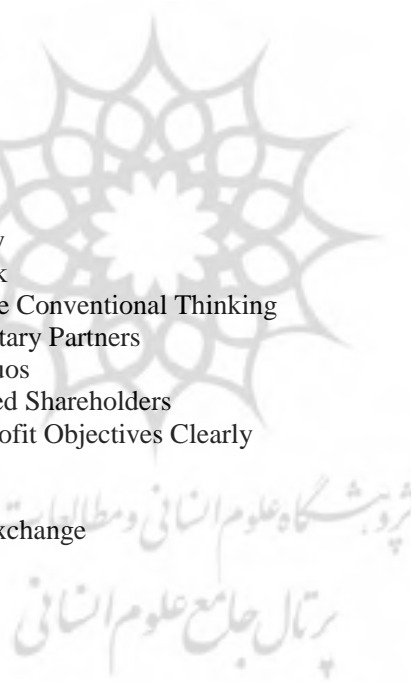 e Conventional Thinking
tary Partners
uos
ed Shareholders
ofit Objectives Clearly
xchange
پژوهشگاه علوم انسانی و مطالعات
پرتال جامع علوم انسانی